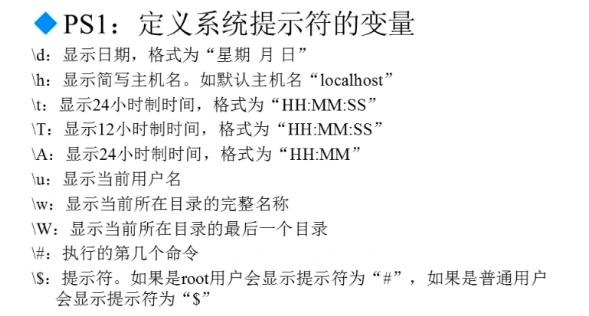 PS1：定义系统提示符的变量
\d：显示日期，格式为“星期 月 日”
\h：显示简写主机名。如默认主机名“localhost”
\t：显示24小时制时间，格式为“HH:MM:SS”
\T：显示12小时制时间，格式为“HH:MM:SS”
\A：显示24小时制时间，格式为“HH:MM”
\u：显示当前用户名
\w：显示当前所在目录的完整名称
\W：显示当前所在目录的最后一个目录
\#：执行的第几个命令
\$：提示符。如果是root用户会显示提示符为“#”，如果是普通用户
会显示提示符为“$”